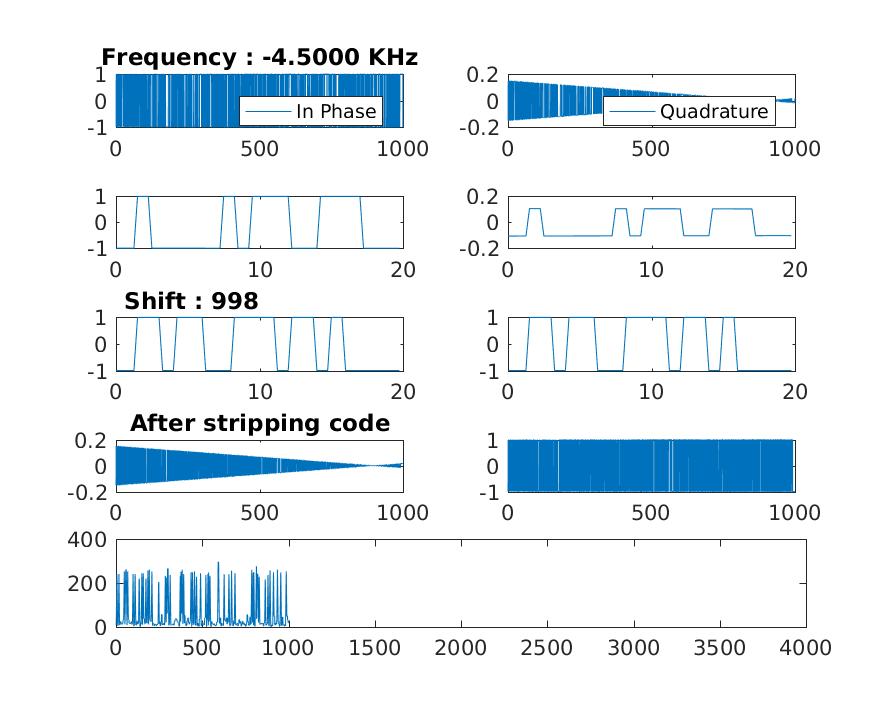 Frequency : -4.5000 KHz
1 0.2
0 In Phase 0 Quadrature
-1 -0.2
0 500 1000 0 500 1000
1 0.2
0 0
-1 -0.2
0 10 20 0 10 20
Shift : 998
1 1
0 0
-1 -1
0 10 20 0 10 20
After stripping code
0.2 1
0 0
-0.2 -1
0 500 1000 0 500 1000
400
200
0
0 500 1000 1500 2000 2500 3000 3500 4000